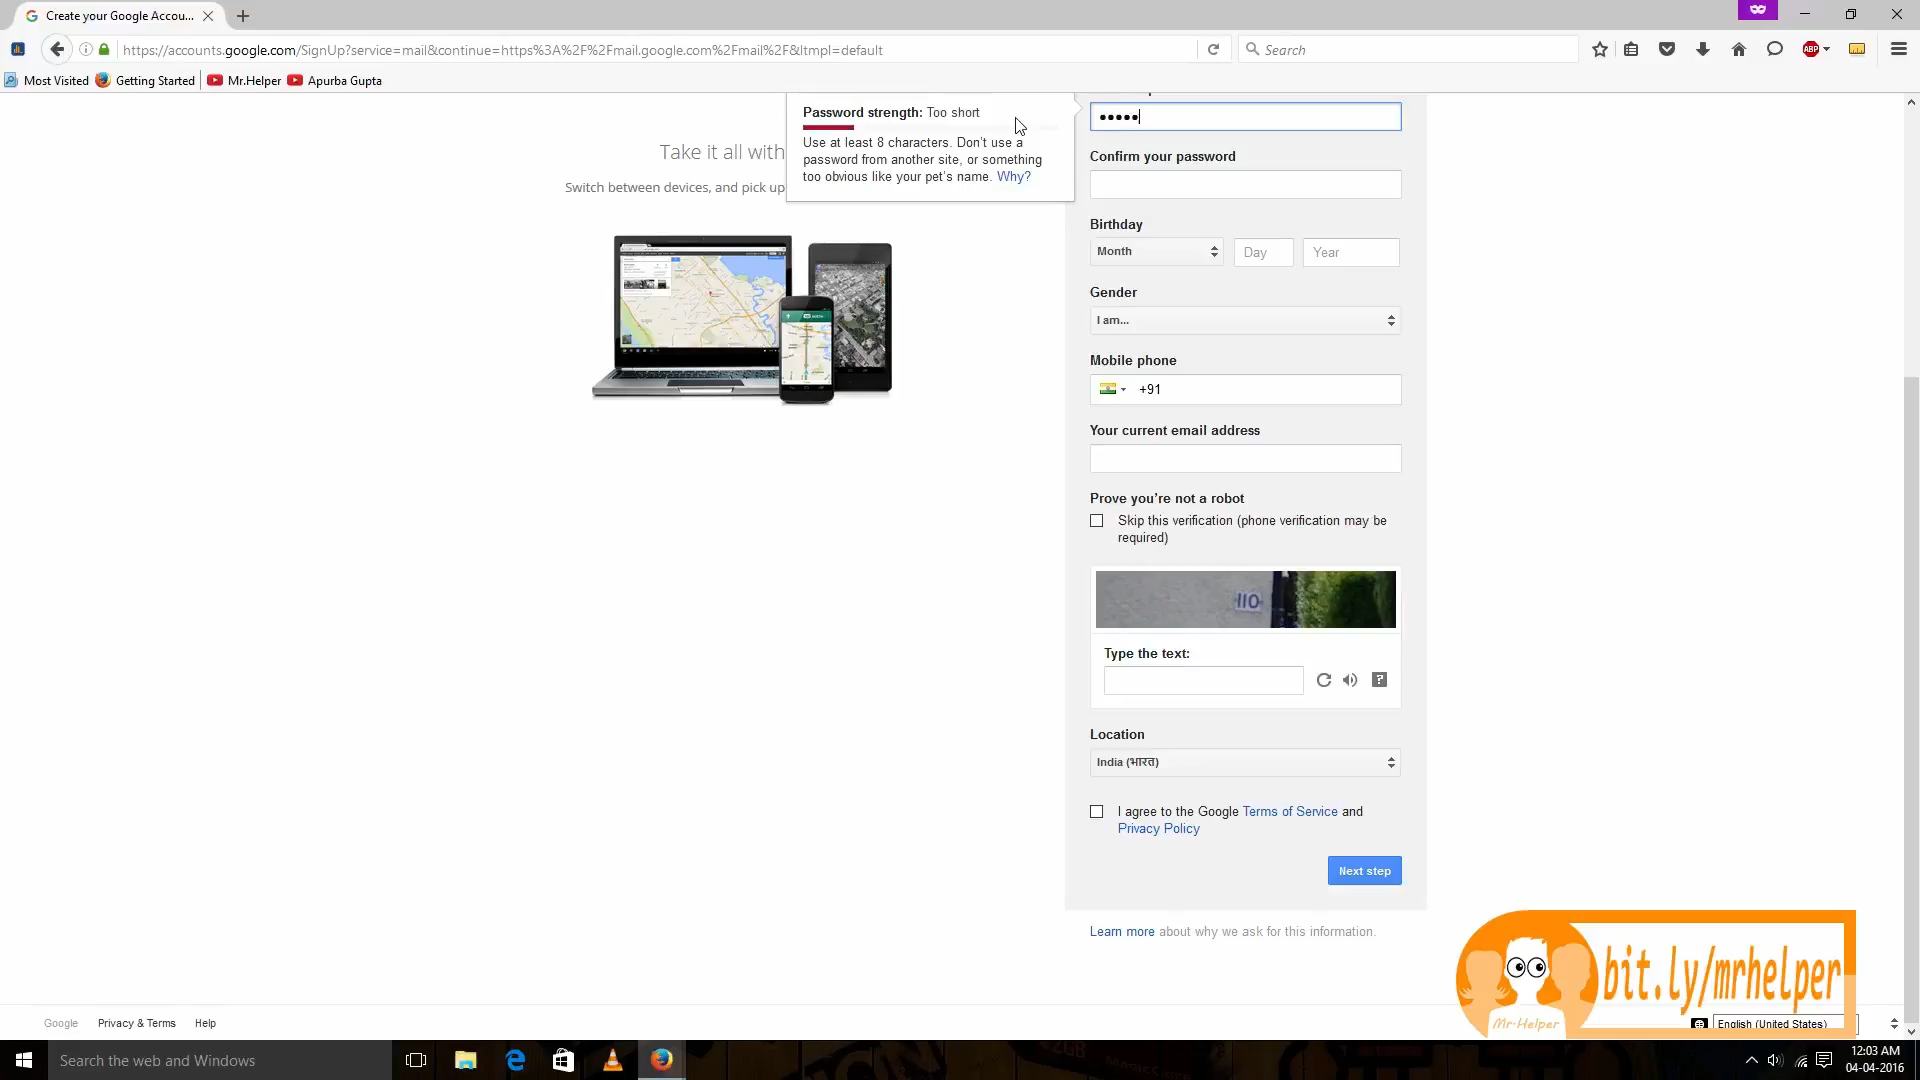 Create your Google Accou...
https://accounts.google.com/SignUp?service=mail&continue=https%3A%2F%2Fmail.google.com%2Fmail%2F&ltmpl=default
Search
ABP
Most Visited
Getting Started
Mr.Helper
Apurba Gupta
Password strength: Too short
Use at least 8 characters. Don't use a
password from another site, or something
too obvious like your pet's name. Why?
Take it all with
Switch between devices, and pick up
Confirm your password
Birthday
Month
Day
Year
Gender
I am...
Mobile phone
+91
Your current email address
Prove you're not a robot
Skip this verification (phone verification may be
required)
110
Type the text:
?
Location
India (भारत)
I agree to the Google Terms of Service and
Privacy Policy
Next step
Learn more about why we ask for this information.
bit.ly/mrhelper
Mr-Helper
Google
Privacy & Terms
Help
English (United States)
Search the web and Windows
12:03 AM
04-04-2016